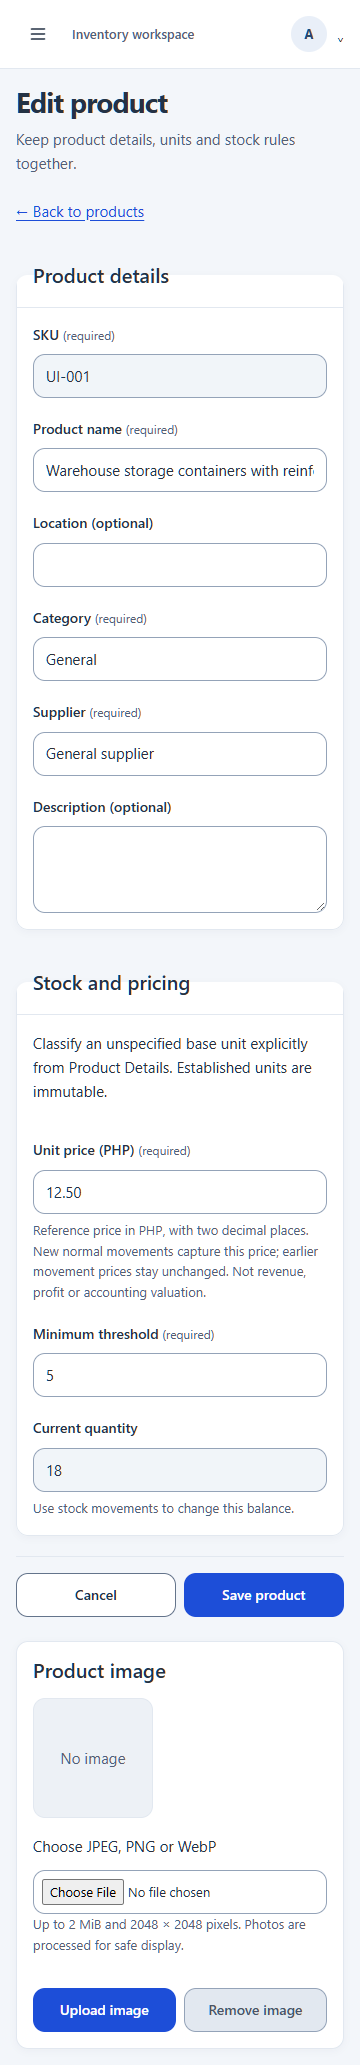 Inventory workspace
A
Edit product
Keep product details, units and stock rules
together.
← Back to products
Product details
SKU (required)
UI-001
Product name (required)
Warehouse storage containers with reinf
Location (optional)
Category (required)
General
Supplier (required)
General supplier
Description (optional)
Stock and pricing
Classify an unspecified base unit explicitly
from Product Details. Established units are
immutable.
Unit price (PHP) (required)
12.50
Reference price in PHP, with two decimal places.
New normal movements capture this price; earlier
movement prices stay unchanged. Not revenue,
profit or accounting valuation.
Minimum threshold (required)
5
Current quantity
18
Use stock movements to change this balance.
Cancel
Save product
Product image
No image
Choose JPEG, PNG or WebP
Choose File No file chosen
Up to 2 MiB and 2048 × 2048 pixels. Photos are
processed for safe display.
Upload image
Remove image